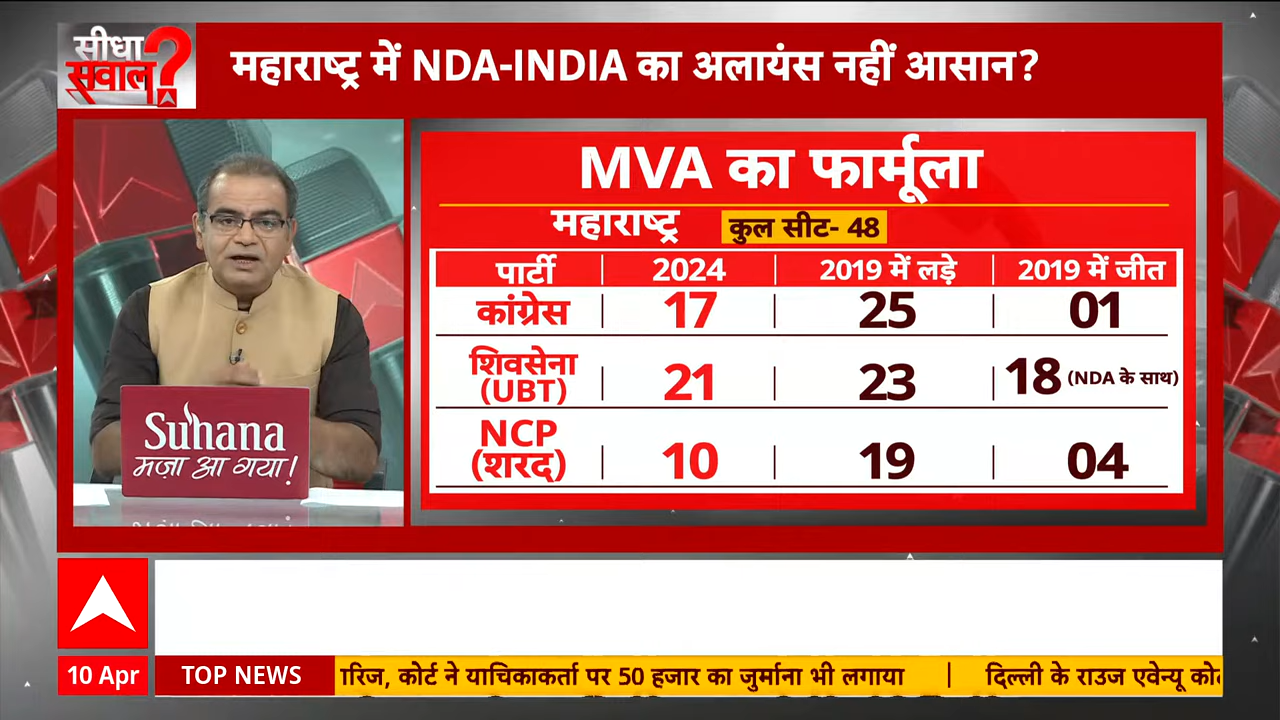 सीधा
सवाल?
महाराष्ट्र में NDA-INDIA का अलायंस नहीं आसान?
MVA का फार्मूला
महाराष्ट्र कुल सीट- 48
पार्टी 2024 2019 में लड़े 2019 में जीत
कांग्रेस 17 25 01
शिवसेना (UBT) 21 23 18 (NDA के साथ)
NCP (शरद) 10 19 04
Suhana
मज़ा आ गया!
10 Apr TOP NEWS रिज, कोर्ट ने याचिकाकर्ता पर 50 हजार का जुर्माना भी लगाया | दिल्ली के राउज एवेन्यू